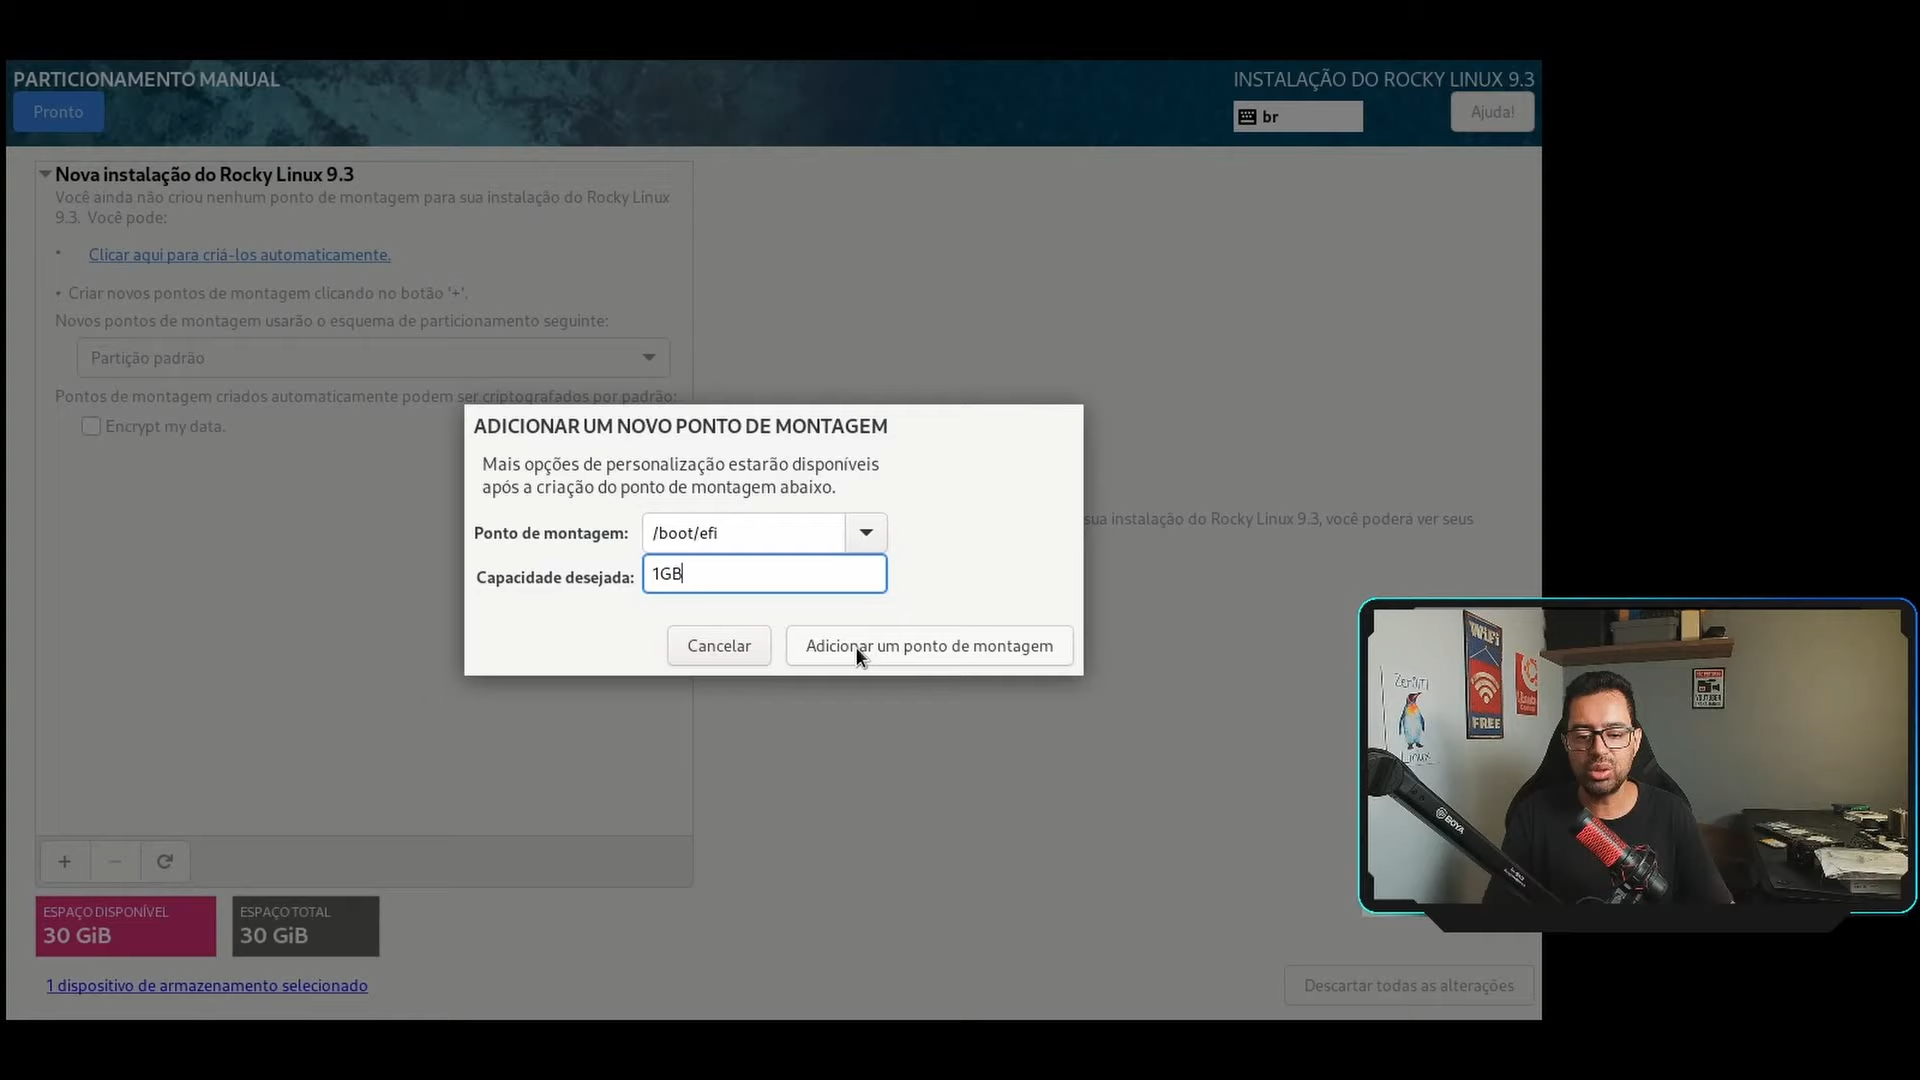 PARTICIONAMENTO MANUAL
INSTALAÇÃO DO ROCKY LINUX 9.3
Pronto
br
Ajuda!
Nova instalação do Rocky Linux 9.3
Você ainda não criou nenhum ponto de montagem para sua instalação do Rocky Linux
9.3. Você pode:
• Clicar aqui para criá-los automaticamente.
• Criar novos pontos de montagem clicando no botão '+'.
Novos pontos de montagem usarão o esquema de particionamento seguinte:
Partição padrão
Pontos de montagem criados automaticamente podem ser criptografados por padrão:
Encrypt my data.
ADICIONAR UM NOVO PONTO DE MONTAGEM
Mais opções de personalização estarão disponíveis
após a criação do ponto de montagem abaixo.
Ponto de montagem:
/boot/efi
Capacidade desejada:
1GB
Cancelar
Adicionar um ponto de montagem
sua instalação do Rocky Linux 9.3, você poderá ver seus
+
−
ESPAÇO DISPONÍVEL
30 GiB
ESPAÇO TOTAL
30 GiB
1 dispositivo de armazenamento selecionado
Descartar todas as alterações
WiFi
FREE
Linux
BOYA